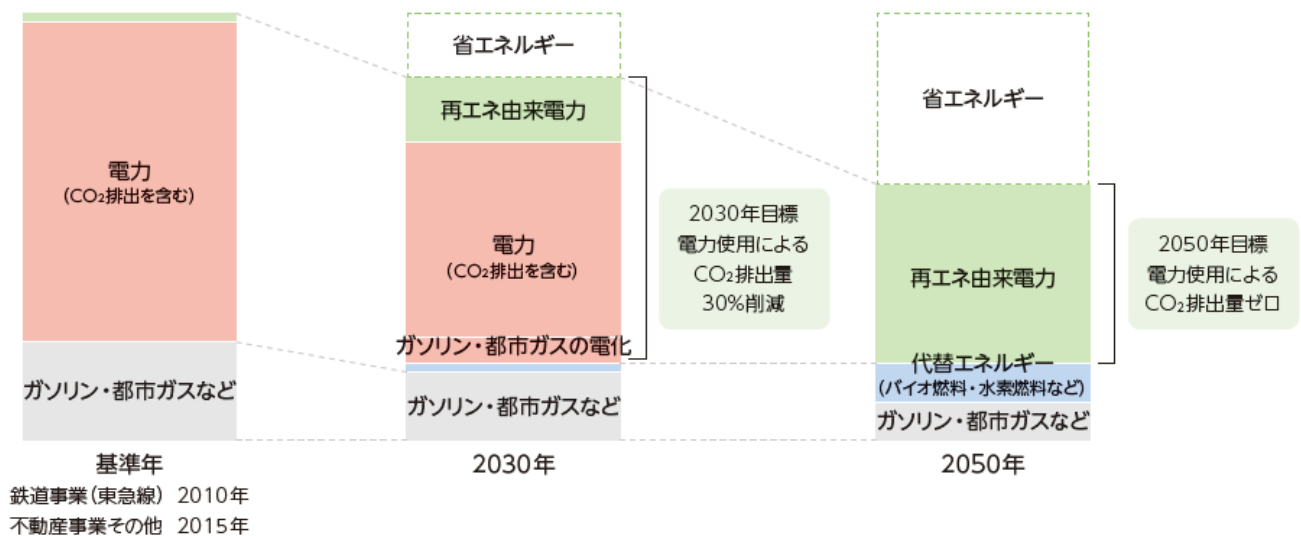 電力
(CO₂排出を含む)
ガソリン・都市ガスなど
基準年
鉄道事業(東急線) 2010年
不動産事業その他 2015年
省エネルギー
再エネ由来電力
電力
(CO₂排出を含む)
ガソリン・都市ガスの電化
ガソリン・都市ガスなど
2030年
2030年目標
電力使用による
CO₂排出量
30%削減
省エネルギー
再エネ由来電力
代替エネルギー
(バイオ燃料・水素燃料など)
ガソリン・都市ガスなど
2050年
2050年目標
電力使用による
CO₂排出量ゼロ